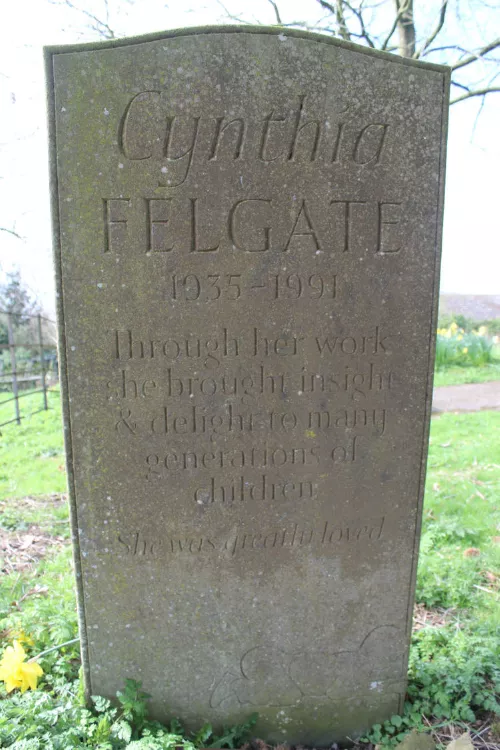 Cynthia
FELGATE
1935-1991
Through her work
she brought insight
& delight to many
generations of
children
She was greatly loved